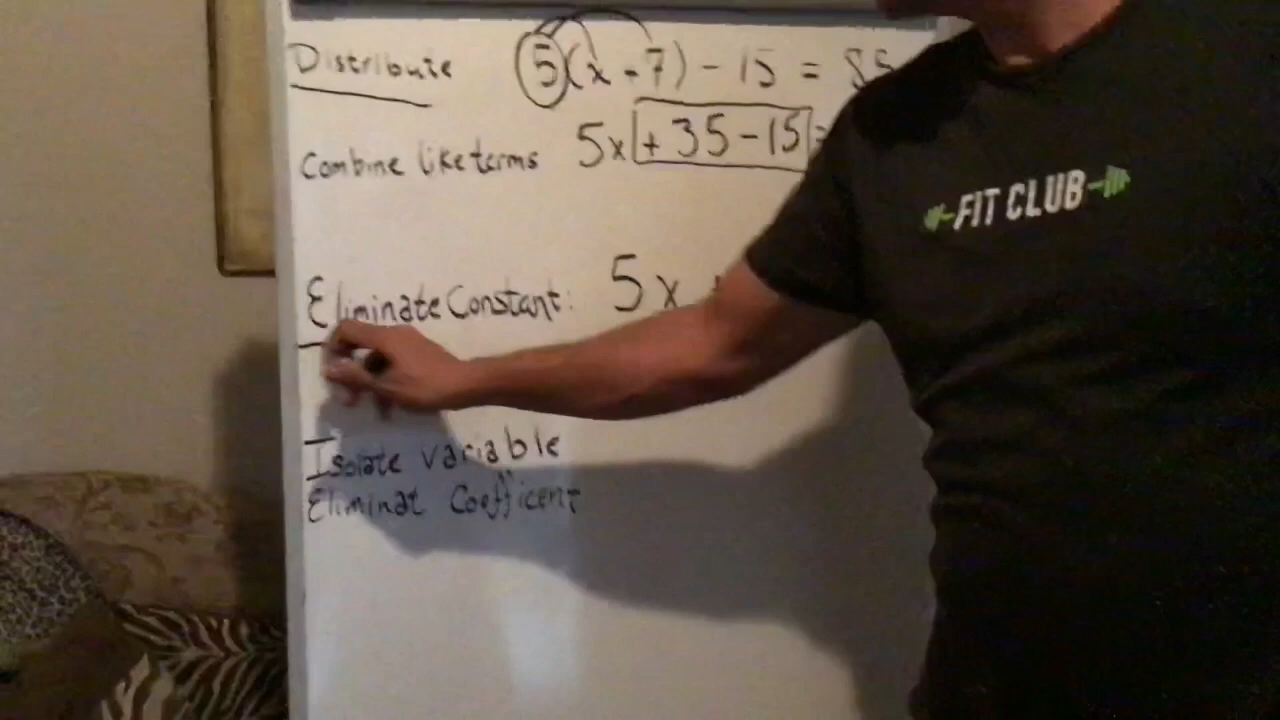 Distribute 5(x + 7) - 15 = 85
Combine like terms 5x + 35 - 15 =
FIT CLUB
Eliminate Constant: 5x
Isolate variable
Eliminat Coefficent